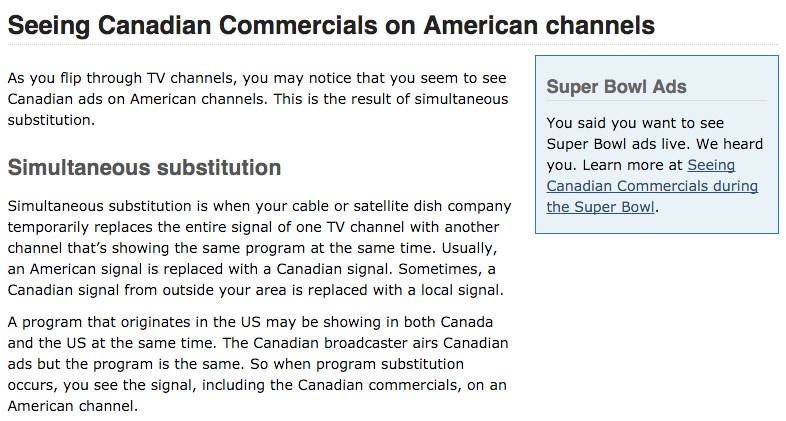 Seeing Canadian Commercials on American channels
As you flip through TV channels, you may notice that you seem to see
Canadian ads on American channels. This is the result of simultaneous
substitution.
Simultaneous substitution
Simultaneous substitution is when your cable or satellite dish company
temporarily replaces the entire signal of one TV channel with another
channel that’s showing the same program at the same time. Usually,
an American signal is replaced with a Canadian signal. Sometimes, a
Canadian signal from outside your area is replaced with a local signal.
A program that originates in the US may be showing in both Canada
and the US at the same time. The Canadian broadcaster airs Canadian
ads but the program is the same. So when program substitution
occurs, you see the signal, including the Canadian commercials, on an
American channel.
Super Bowl Ads
You said you want to see
Super Bowl ads live. We heard
you. Learn more at Seeing
Canadian Commercials during
the Super Bowl.